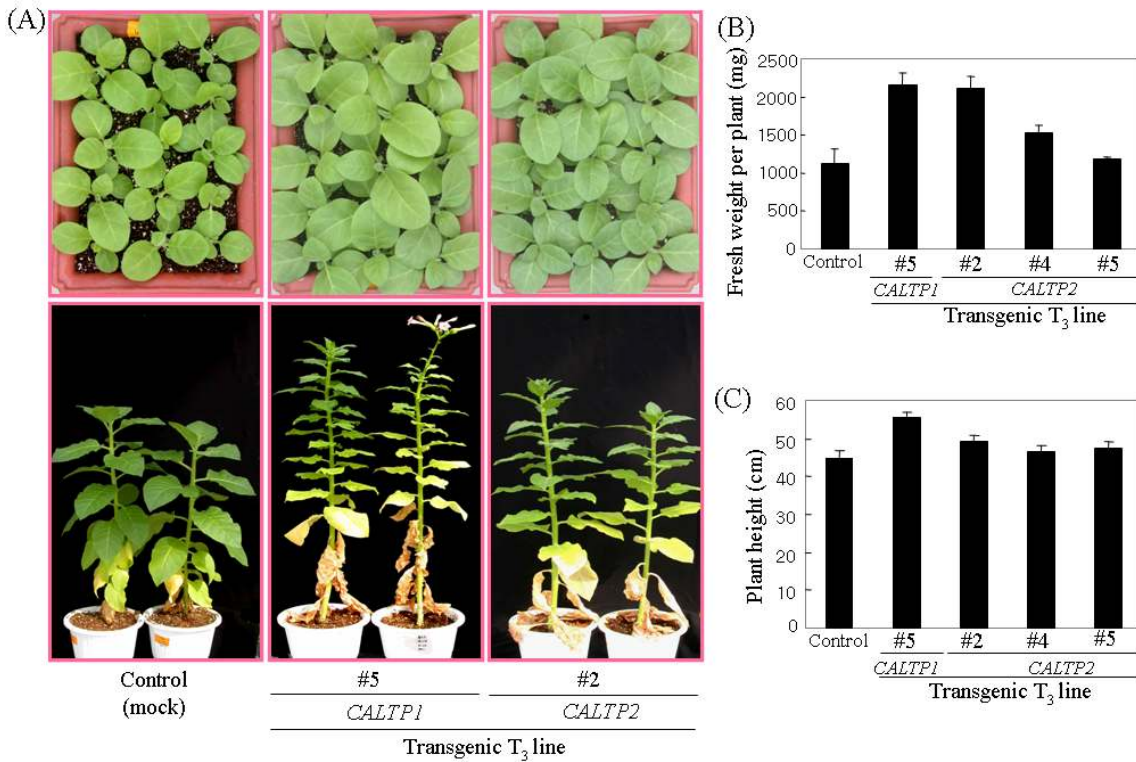 (A)
Control
(mock)
#5
#2
CALTP1
CALTP2
Transgenic T3 line
(B)
Fresh weight per plant (mg)
2500
2000
1500
1000
500
0
Control
#5
#2
#4
#5
CALTP1
CALTP2
Transgenic T3 line
(C)
Plant height (cm)
60
50
40
60
20
10
0
Control
#5
#2
#4
#5
CALTP1
CALTP2
Transgenic T3 line